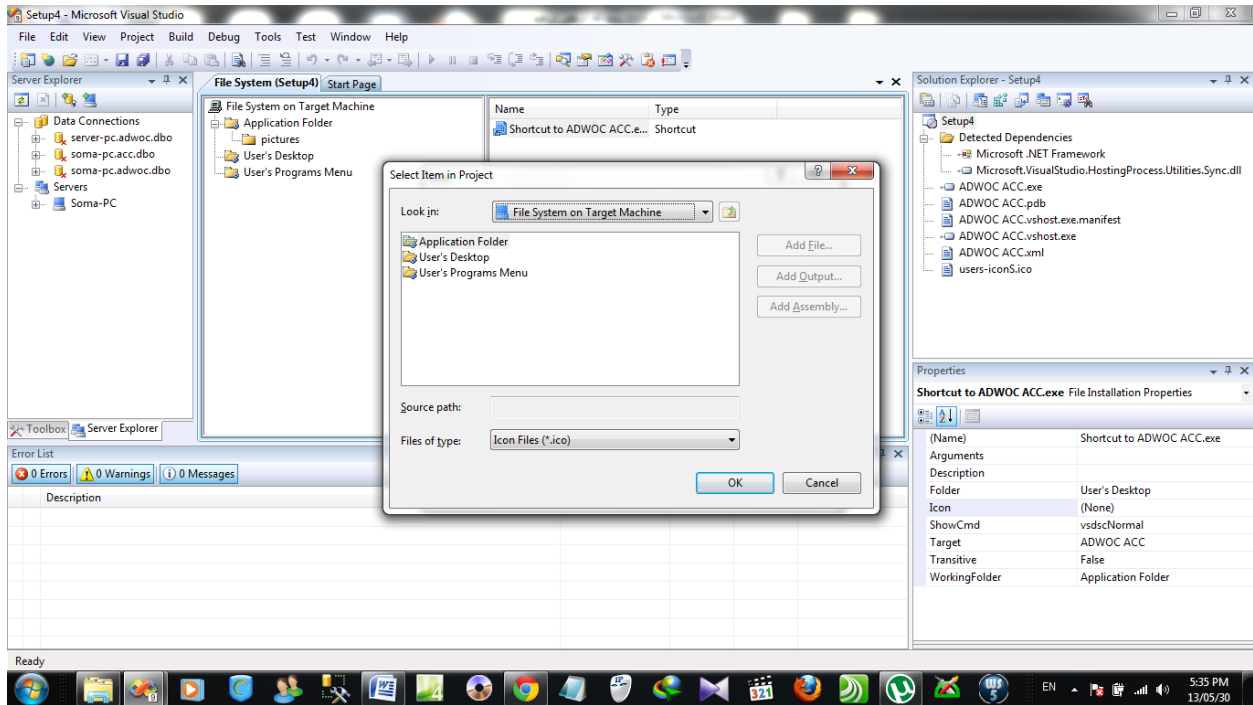 Setup4 - Microsoft Visual Studio
File Edit View Project Build Debug Tools Test Window Help
Server Explorer
Data Connections
server-pc.adwoc.dbo
soma-pc.acc.dbo
soma-pc.adwoc.dbo
Servers
Soma-PC
Toolbox Server Explorer
File System (Setup4) Start Page
File System on Target Machine
Application Folder
pictures
User's Desktop
User's Programs Menu
Name Type
Shortcut to ADWOC ACC.e... Shortcut
Select Item in Project
Look in: File System on Target Machine
Application Folder
User's Desktop
User's Programs Menu
Add File...
Add Output...
Add Assembly...
Source path:
Files of type: Icon Files (*.ico)
OK Cancel
Solution Explorer - Setup4
Setup4
Detected Dependencies
Microsoft .NET Framework
Microsoft.VisualStudio.HostingProcess.Utilities.Sync.dll
ADWOC ACC.exe
ADWOC ACC.pdb
ADWOC ACC.vshost.exe.manifest
ADWOC ACC.vshost.exe
ADWOC ACC.xml
users-iconS.ico
Properties
Shortcut to ADWOC ACC.exe File Installation Properties
(Name) Shortcut to ADWOC ACC.exe
Arguments
Description
Folder User's Desktop
Icon (None)
ShowCmd vsdscNormal
Target ADWOC ACC
Transitive False
WorkingFolder Application Folder
Error List
0 Errors 0 Warnings 0 Messages
Description
Ready
321
EN
5:35 PM
13/05/30